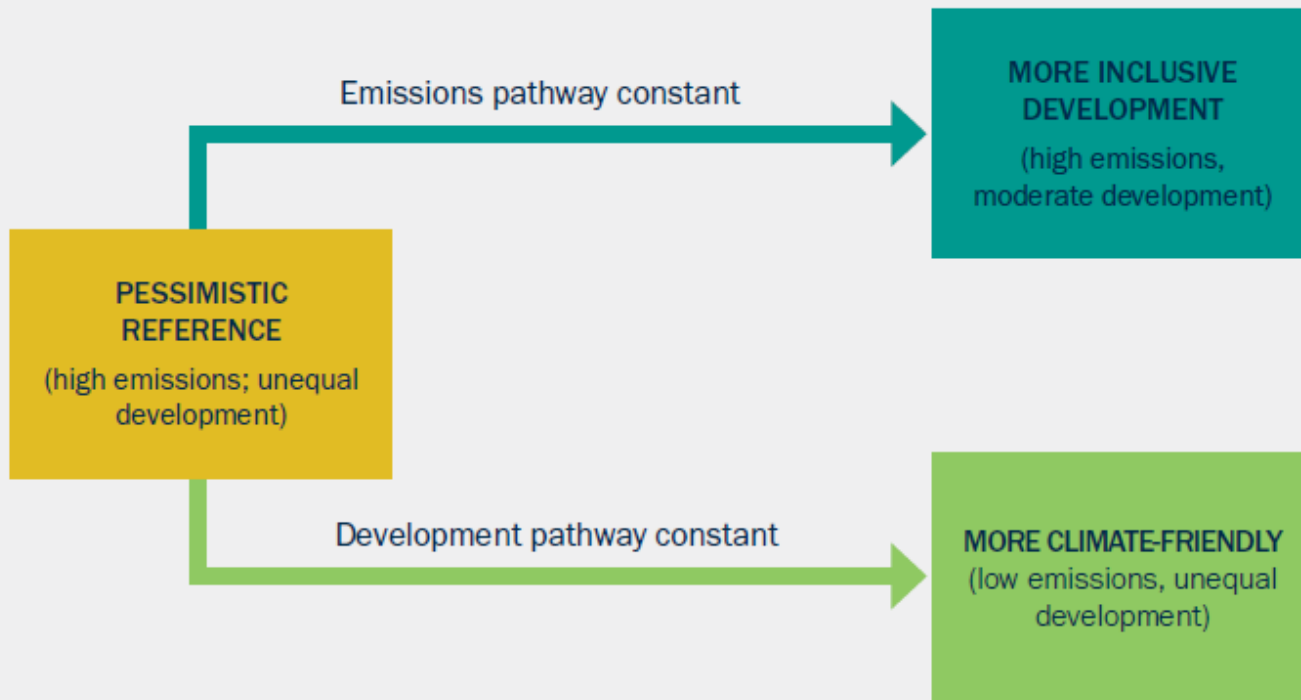 Emissions pathway constant
MORE INCLUSIVE
DEVELOPMENT
(high emissions,
moderate development)
PESSIMISTIC
REFERENCE
(high emissions; unequal
development)
Development pathway constant
MORE CLIMATE-FRIENDLY
(low emissions, unequal
development)